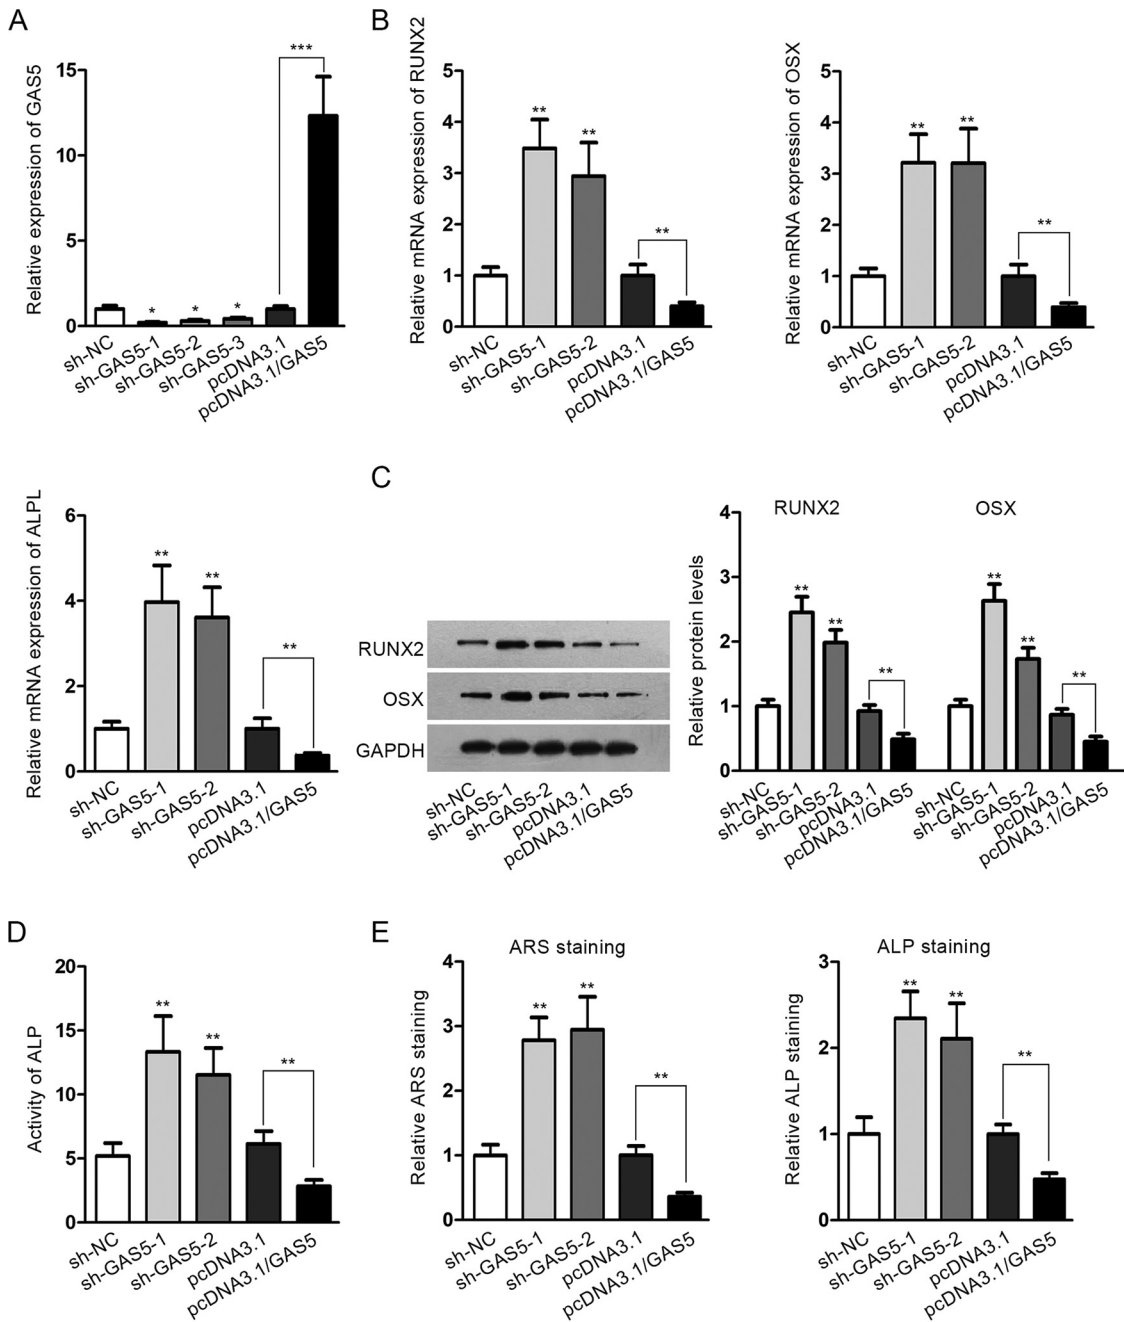 A
Relative expression of GAS5
15
10
5
0
***
*
*
*
sh-NC
sh-GAS5-1
sh-GAS5-2
sh-GAS5-3
pcDNA3.1
pcDNA3.1/GAS5
B
Relative mRNA expression of RUNX2
5
4
3
2
1
0
**
**
**
sh-NC
sh-GAS5-1
sh-GAS5-2
pcDNA3.1
pcDNA3.1/GAS5
Relative mRNA expression of OSX
5
4
3
2
1
0
**
**
**
sh-NC
sh-GAS5-1
sh-GAS5-2
pcDNA3.1
pcDNA3.1/GAS5
Relative mRNA expression of ALPL
6
4
2
0
**
**
**
sh-NC
sh-GAS5-1
sh-GAS5-2
pcDNA3.1
pcDNA3.1/GAS5
C
RUNX2
OSX
GAPDH
sh-NC
sh-GAS5-1
sh-GAS5-2
pcDNA3.1
pcDNA3.1/GAS5
Relative protein levels
4
3
2
1
0
RUNX2
OSX
**
**
**
**
**
**
sh-NC
sh-GAS5-1
sh-GAS5-2
pcDNA3.1
pcDNA3.1/GAS5
sh-NC
sh-GAS5-1
sh-GAS5-2
pcDNA3.1
pcDNA3.1/GAS5
D
Activity of ALP
20
15
10
5
0
**
**
**
sh-NC
sh-GAS5-1
sh-GAS5-2
pcDNA3.1
pcDNA3.1/GAS5
E
ARS staining
Relative ARS staining
4
3
2
1
0
**
**
**
sh-NC
sh-GAS5-1
sh-GAS5-2
pcDNA3.1
pcDNA3.1/GAS5
ALP staining
Relative ALP staining
3
2
1
0
**
**
**
sh-NC
sh-GAS5-1
sh-GAS5-2
pcDNA3.1
pcDNA3.1/GAS5